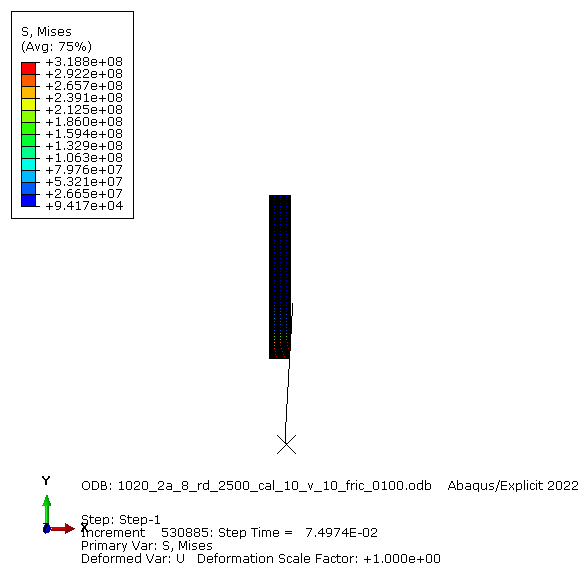 S, Mises
(Avg: 75%)
+3.188e+08
+2.922e+08
+2.657e+08
+2.391e+08
+2.125e+08
+1.860e+08
+1.594e+08
+1.329e+08
+1.063e+08
+7.976e+07
+5.321e+07
+2.665e+07
+9.417e+04
Y
ODB: 1020_2a_8_rd_2500_cal_10_v_10_fric_0100.odb Abaqus/Explicit 2022
Z X
Step: Step-1
Increment 530885: Step Time = 7.4974E-02
Primary Var: S, Mises
Deformed Var: U Deformation Scale Factor: +1.000e+00